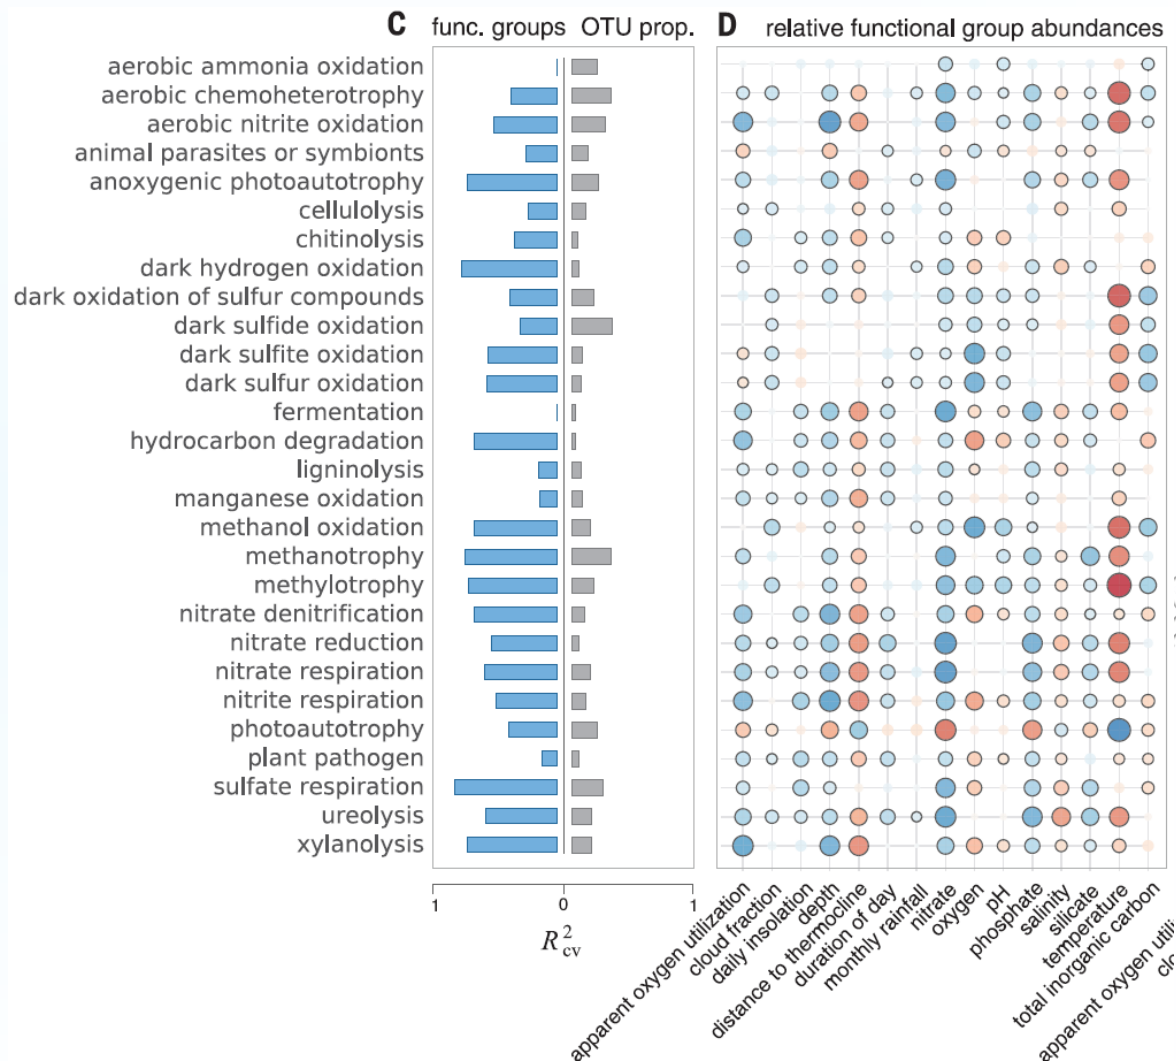 C func. groups OTU prop. D relative functional group abundances
aerobic ammonia oxidation
aerobic chemoheterotrophy
aerobic nitrite oxidation
animal parasites or symbionts
anoxygenic photoautotrophy
cellulolysis
chitinolysis
dark hydrogen oxidation
dark oxidation of sulfur compounds
dark sulfide oxidation
dark sulfite oxidation
dark sulfur oxidation
fermentation
hydrocarbon degradation
ligninolysis
manganese oxidation
methanol oxidation
methanotrophy
methylotrophy
nitrate denitrification
nitrate reduction
nitrate respiration
nitrite respiration
photoautotrophy
plant pathogen
sulfate respiration
ureolysis
xylanolysis
1 0 1
R²cv
apparent oxygen utilization
cloud fraction
daily insolation
depth
distance to thermocline
duration of day
monthly rainfall
nitrate
oxygen
pH
phosphate
salinity
silicate
temperature
total inorganic carbon
apparent oxygen utili
clo